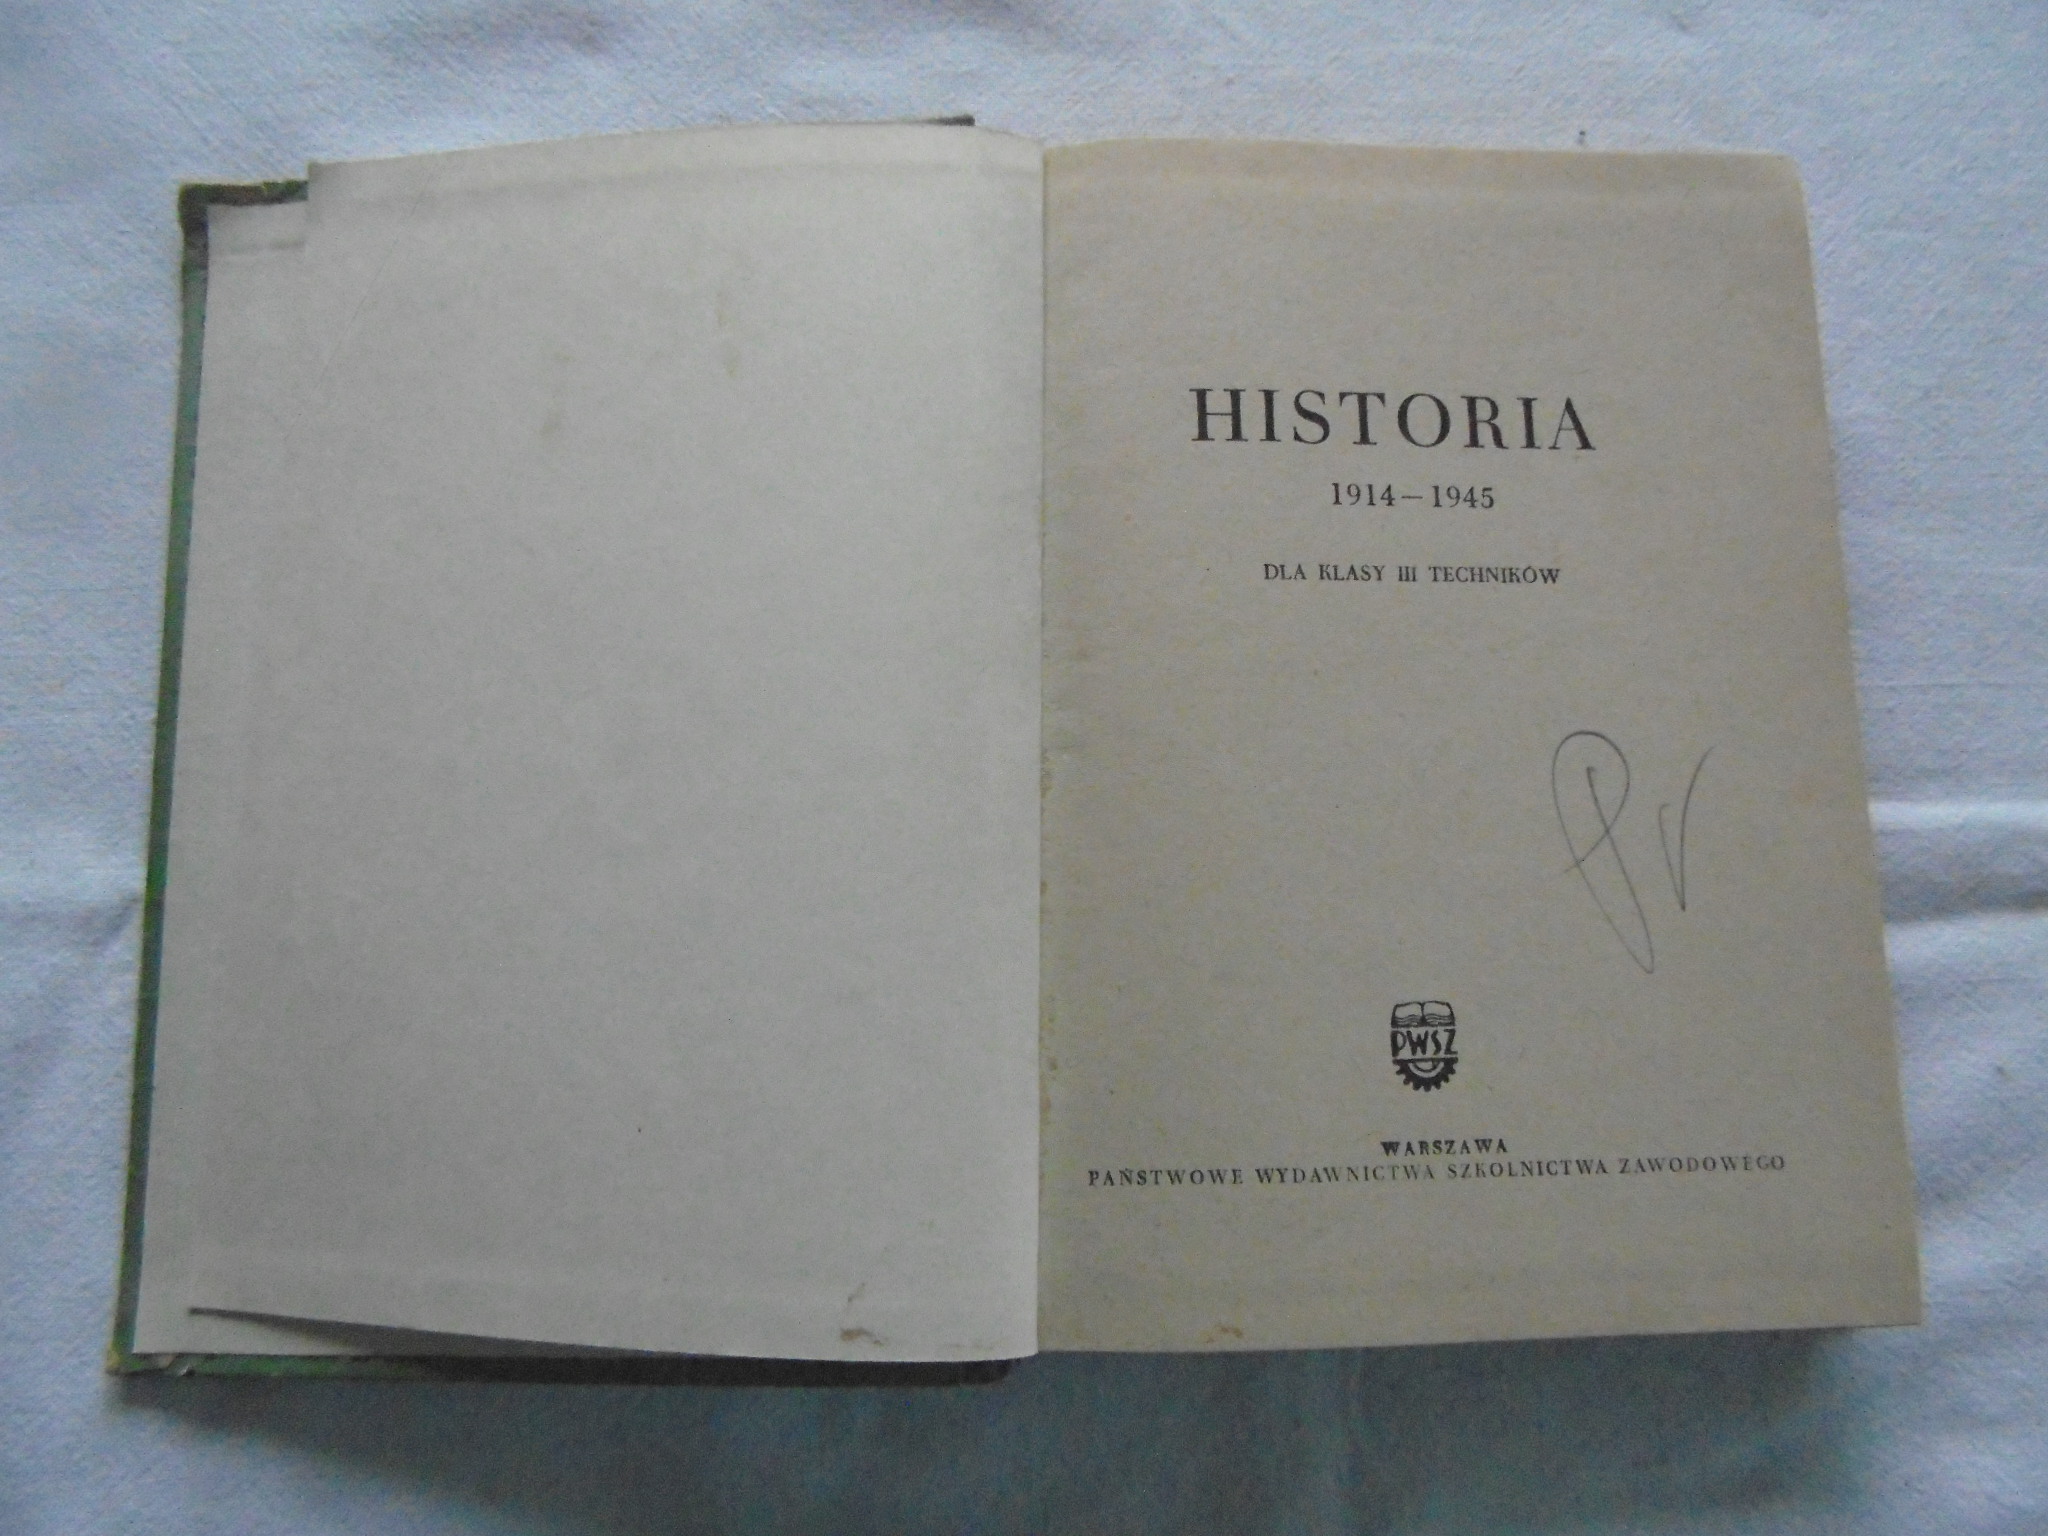 HISTORIA
1914–1945
DLA KLASY III TECHNIKÓW
PWSZ
WARSZAWA
PAŃSTWOWE WYDAWNICTWA SZKOLNICTWA ZAWODOWEGO